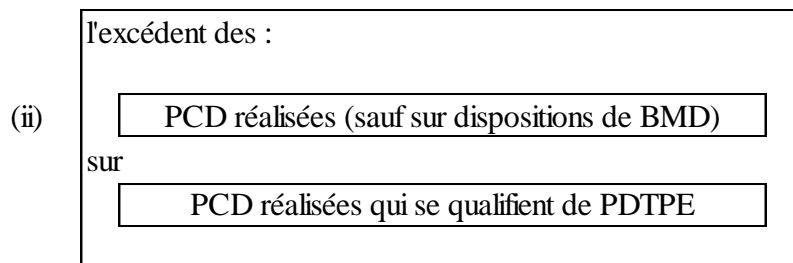 l'excédent des :
(ii) PCD réalisées (sauf sur dispositions de BMD)
sur
PCD réalisées qui se qualifient de PDTPE